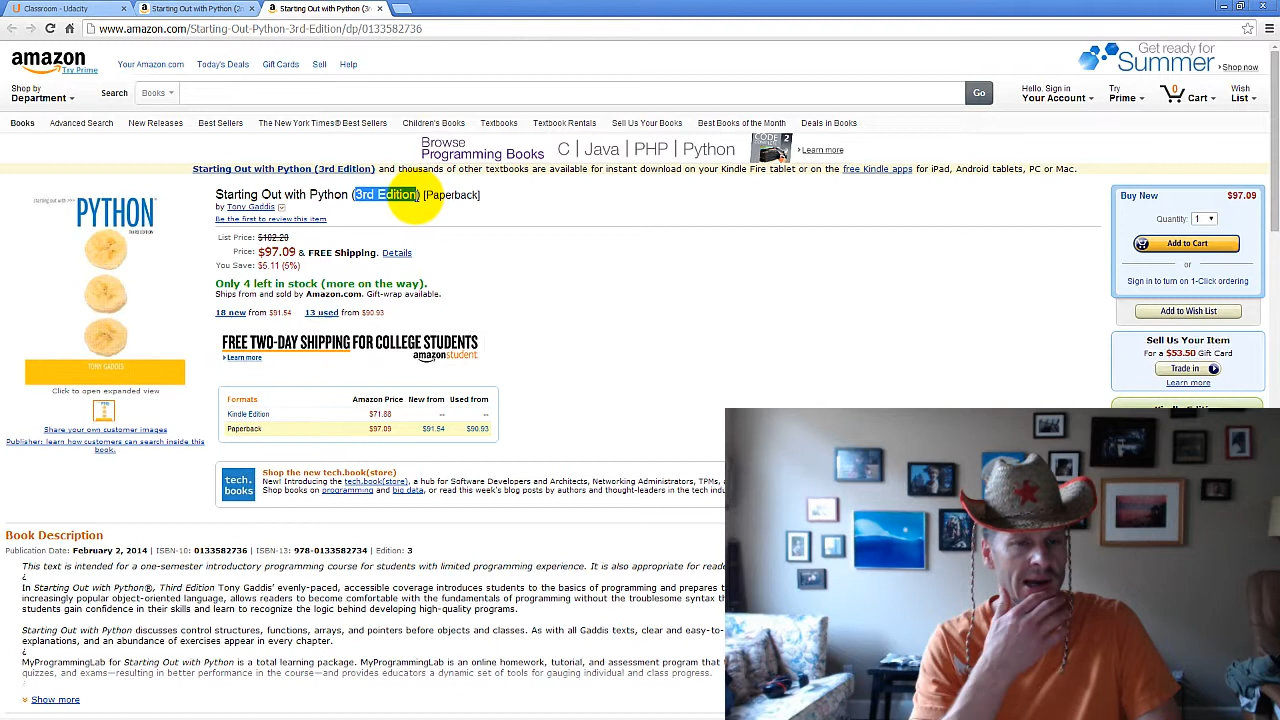 Classroom - Udacity
Starting Out with Python (2n
Starting Out with Python (3r
www.amazon.com/Starting-Out-Python-3rd-Edition/dp/0133582736
amazon
Try Prime
Your Amazon.com Today's Deals Gift Cards Sell Help
Get ready for
Summer
Shop now
Shop by
Department
Search
Books
Go
Hello. Sign in
Your Account
Try
Prime
0
Cart
Wish
List
Books Advanced Search New Releases Best Sellers The New York Times® Best Sellers Children's Books Textbooks Textbook Rentals Sell Us Your Books Best Books of the Month Deals in Books
Browse
Programming Books
C | Java | PHP | Python
CODE
2
Learn more
Starting Out with Python (3rd Edition) and thousands of other textbooks are available for instant download on your Kindle Fire tablet or on the free Kindle apps for iPad, Android tablets, PC or Mac.
starting out with
PYTHON
THIRD EDITION
TONY GADDIS
Click to open expanded view
Share your own customer images
Publisher: learn how customers can search inside this
book.
Starting Out with Python (3rd Edition) [Paperback]
by Tony Gaddis
Be the first to review this item
List Price: $102.20
Price: $97.09 & FREE Shipping. Details
You Save: $5.11 (5%)
Only 4 left in stock (more on the way).
Ships from and sold by Amazon.com. Gift-wrap available.
18 new from $91.54 13 used from $90.93
FREE TWO-DAY SHIPPING FOR COLLEGE STUDENTS
Learn more
amazonstudent
Formats Amazon Price New from Used from
Kindle Edition $71.88 -- --
Paperback $97.09 $91.54 $90.93
tech.
books
Shop the new tech.book(store)
New! Introducing the tech.book(store), a hub for Software Developers and Architects, Networking Administrators, TPMs, a
Shop books on programming and big data, or read this week's blog posts by authors and thought-leaders in the tech indu
Buy New $97.09
Quantity: 1
Add to Cart
or
Sign in to turn on 1-Click ordering
Add to Wish List
Sell Us Your Item
For a $53.50 Gift Card
Trade in
Learn more
Book Description
Publication Date: February 2, 2014 | ISBN-10: 0133582736 | ISBN-13: 978-0133582734 | Edition: 3
This text is intended for a one-semester introductory programming course for students with limited programming experience. It is also appropriate for reade
¿
In Starting Out with Python®, Third Edition Tony Gaddis' evenly-paced, accessible coverage introduces students to the basics of programming and prepares t
increasingly popular object-oriented language, allows readers to become comfortable with the fundamentals of programming without the troublesome syntax th
students gain confidence in their skills and learn to recognize the logic behind developing high-quality programs.
Starting Out with Python discusses control structures, functions, arrays, and pointers before objects and classes. As with all Gaddis texts, clear and easy-to-
explanations, and an abundance of exercises appear in every chapter.
¿
MyProgrammingLab for Starting Out with Python is a total learning package. MyProgrammingLab is an online homework, tutorial, and assessment program that
quizzes, and exams—resulting in better performance in the course—and provides educators a dynamic set of tools for gauging individual and class progress.
Show more